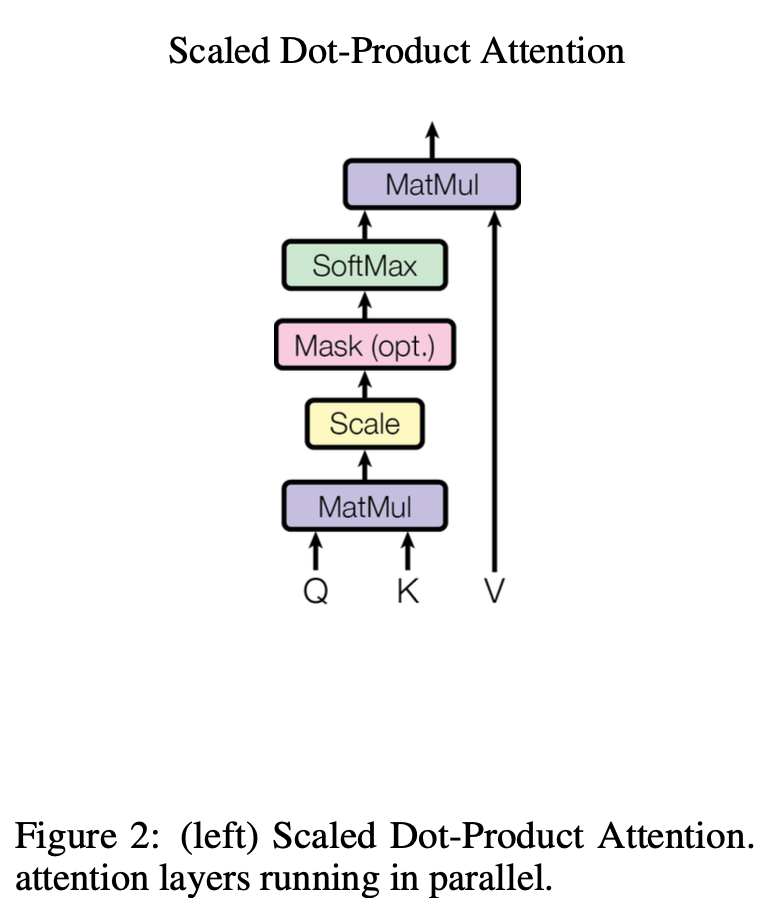 Scaled Dot-Product Attention
MatMul
SoftMax
Mask (opt.)
Scale
MatMul
Q K V
Figure 2: (left) Scaled Dot-Product Attention.
attention layers running in parallel.